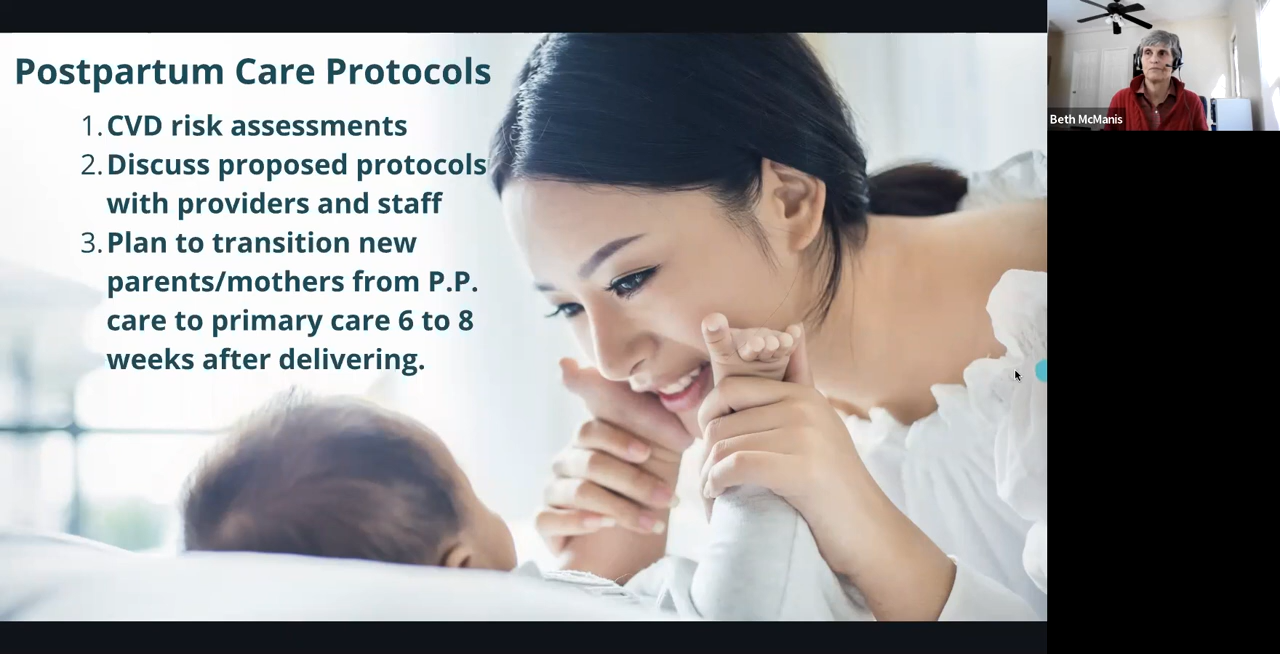 Postpartum Care Protocols
1. CVD risk assessments
2. Discuss proposed protocols
with providers and staff
3. Plan to transition new
parents/mothers from P.P.
care to primary care 6 to 8
weeks after delivering.
Beth McManis